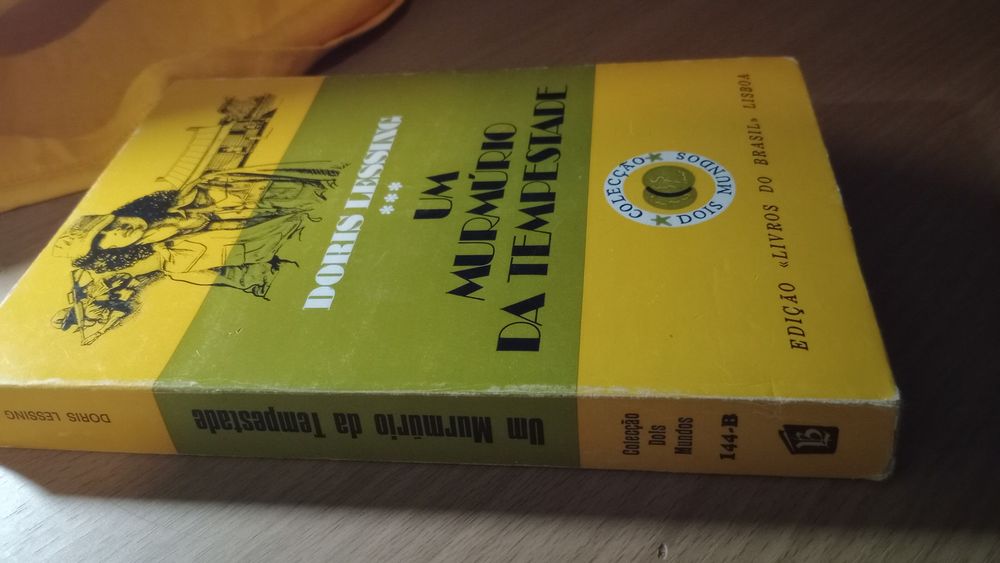 DORIS LESSING
***
UM
MURMÚRIO
DA TEMPESTADE
COLECÇÃO
DOIS MUNDOS
EDIÇÃO «LIVROS DO BRASIL» LISBOA
DORIS LESSING
Um Murmúrio da Tempestade
Colecção
Dois
Mundos
144-B